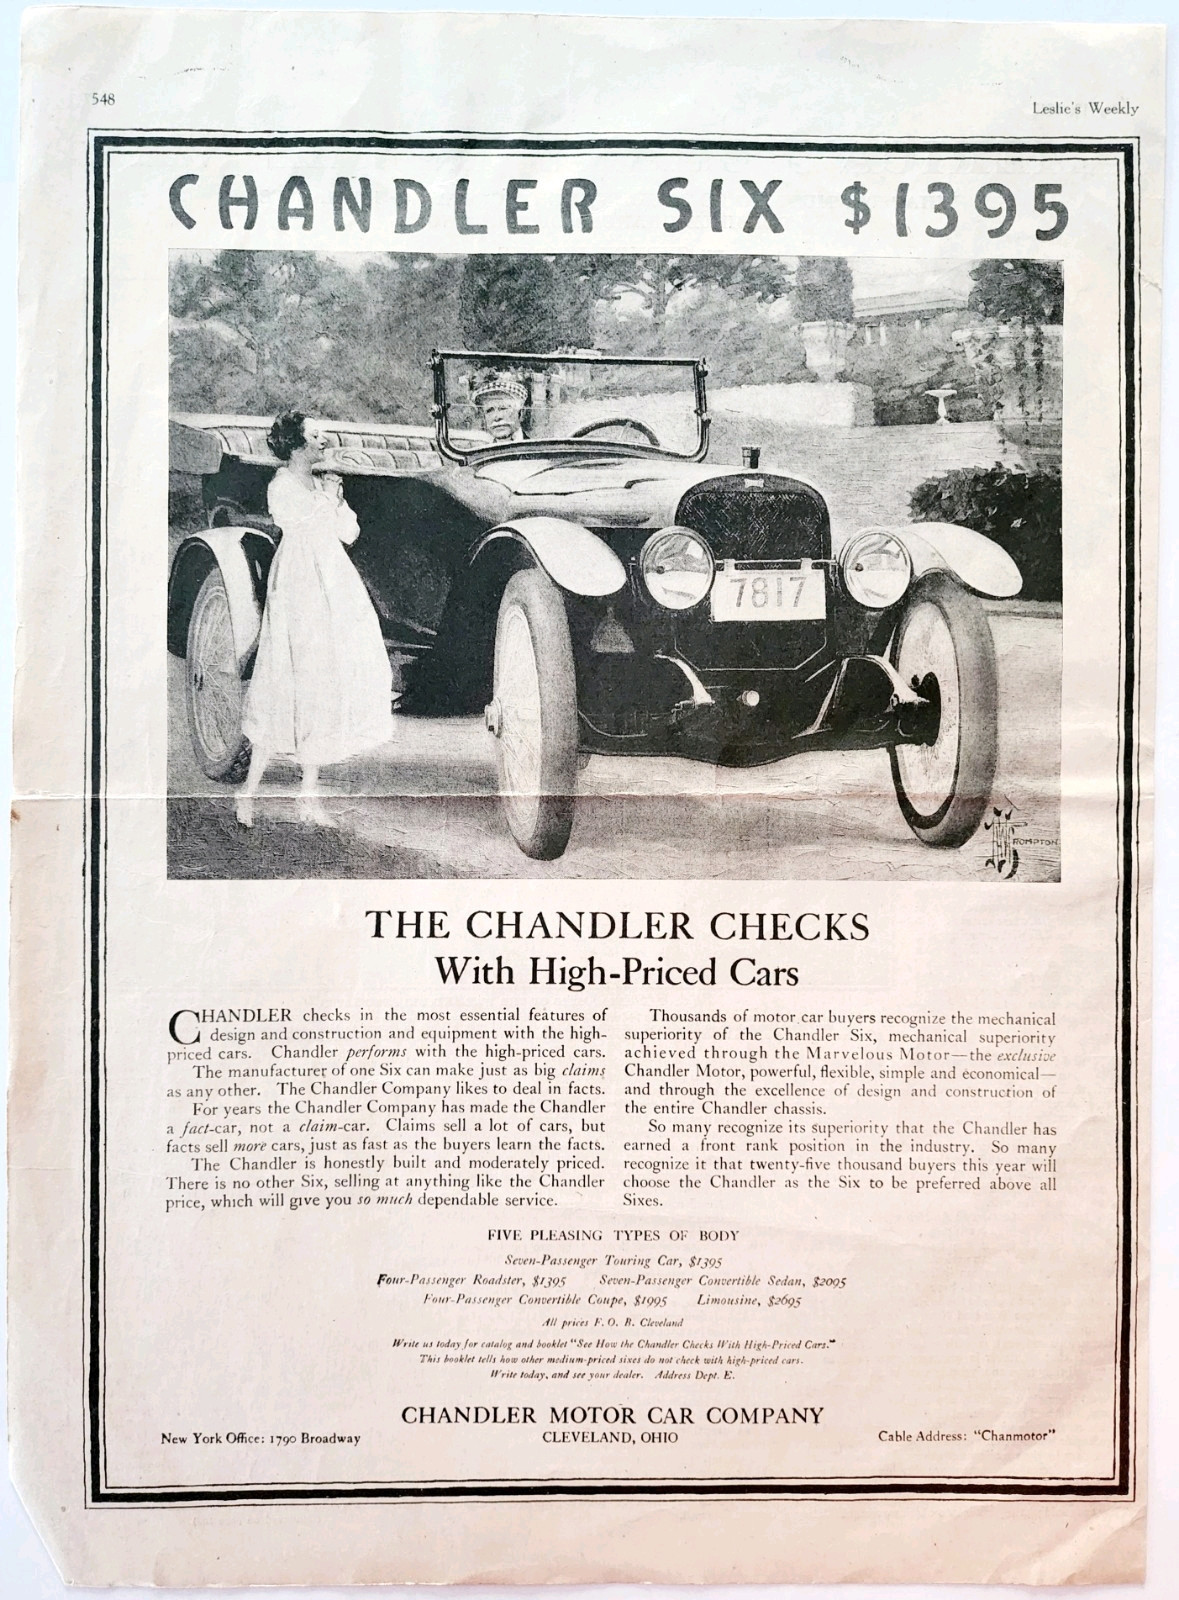 548
Leslie's Weekly
CHANDLER SIX $1395
7817
ROMPTON
THE CHANDLER CHECKS
With High-Priced Cars
CHANDLER checks in the most essential features of
design and construction and equipment with the high-
priced cars. Chandler performs with the high-priced cars.
The manufacturer of one Six can make just as big claims
as any other. The Chandler Company likes to deal in facts.
For years the Chandler Company has made the Chandler
a fact-car, not a claim-car. Claims sell a lot of cars, but
facts sell more cars, just as fast as the buyers learn the facts.
The Chandler is honestly built and moderately priced.
There is no other Six, selling at anything like the Chandler
price, which will give you so much dependable service.
Thousands of motor car buyers recognize the mechanical
superiority of the Chandler Six, mechanical superiority
achieved through the Marvelous Motor—the exclusive
Chandler Motor, powerful, flexible, simple and economical—
and through the excellence of design and construction of
the entire Chandler chassis.
So many recognize its superiority that the Chandler has
earned a front rank position in the industry. So many
recognize it that twenty-five thousand buyers this year will
choose the Chandler as the Six to be preferred above all
Sixes.
FIVE PLEASING TYPES OF BODY
Seven-Passenger Touring Car, $1395
Four-Passenger Roadster, $1395 Seven-Passenger Convertible Sedan, $2095
Four-Passenger Convertible Coupe, $1995 Limousine, $2695
All prices F. O. B. Cleveland
Write us today for catalog and booklet "See How the Chandler Checks With High-Priced Cars."
This booklet tells how other medium-priced sixes do not check with high-priced cars.
Write today, and see your dealer. Address Dept. E.
CHANDLER MOTOR CAR COMPANY
New York Office: 1790 Broadway
CLEVELAND, OHIO
Cable Address: "Chanmotor"